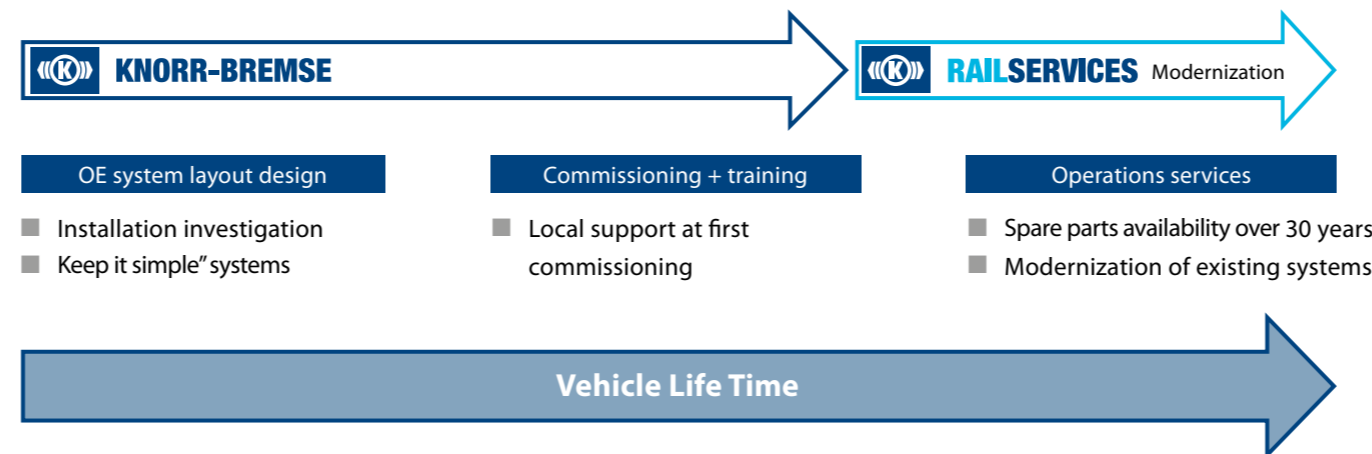 K KNORR-BREMSE
K RAILSERVICES Modernization
OE system layout design
Installation investigation
Keep it simple” systems
Commissioning + training
Local support at first
commissioning
Operations services
Spare parts availability over 30 years
Modernization of existing systems
Vehicle Life Time